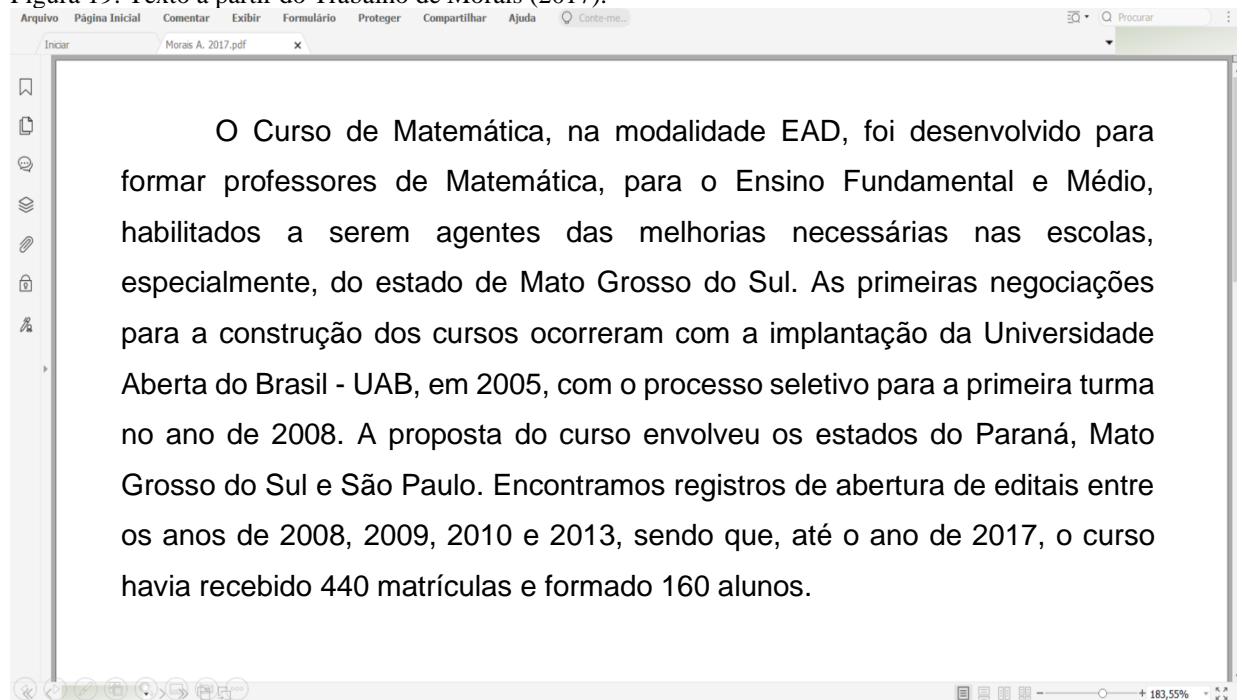 Figura 19: Texto a partir do Trabalho de Morais (2017).
Arquivo Página Inicial Comentar Exibir Formulário Proteger Compartilhar Ajuda Conte-me...
Procurar
Iniciar
Morais A. 2017.pdf
O Curso de Matemática, na modalidade EAD, foi desenvolvido para
formar professores de Matemática, para o Ensino Fundamental e Médio,
habilitados a serem agentes das melhorias necessárias nas escolas,
especialmente, do estado de Mato Grosso do Sul. As primeiras negociações
para a construção dos cursos ocorreram com a implantação da Universidade
Aberta do Brasil - UAB, em 2005, com o processo seletivo para a primeira turma
no ano de 2008. A proposta do curso envolveu os estados do Paraná, Mato
Grosso do Sul e São Paulo. Encontramos registros de abertura de editais entre
os anos de 2008, 2009, 2010 e 2013, sendo que, até o ano de 2017, o curso
havia recebido 440 matrículas e formado 160 alunos.
183,55%